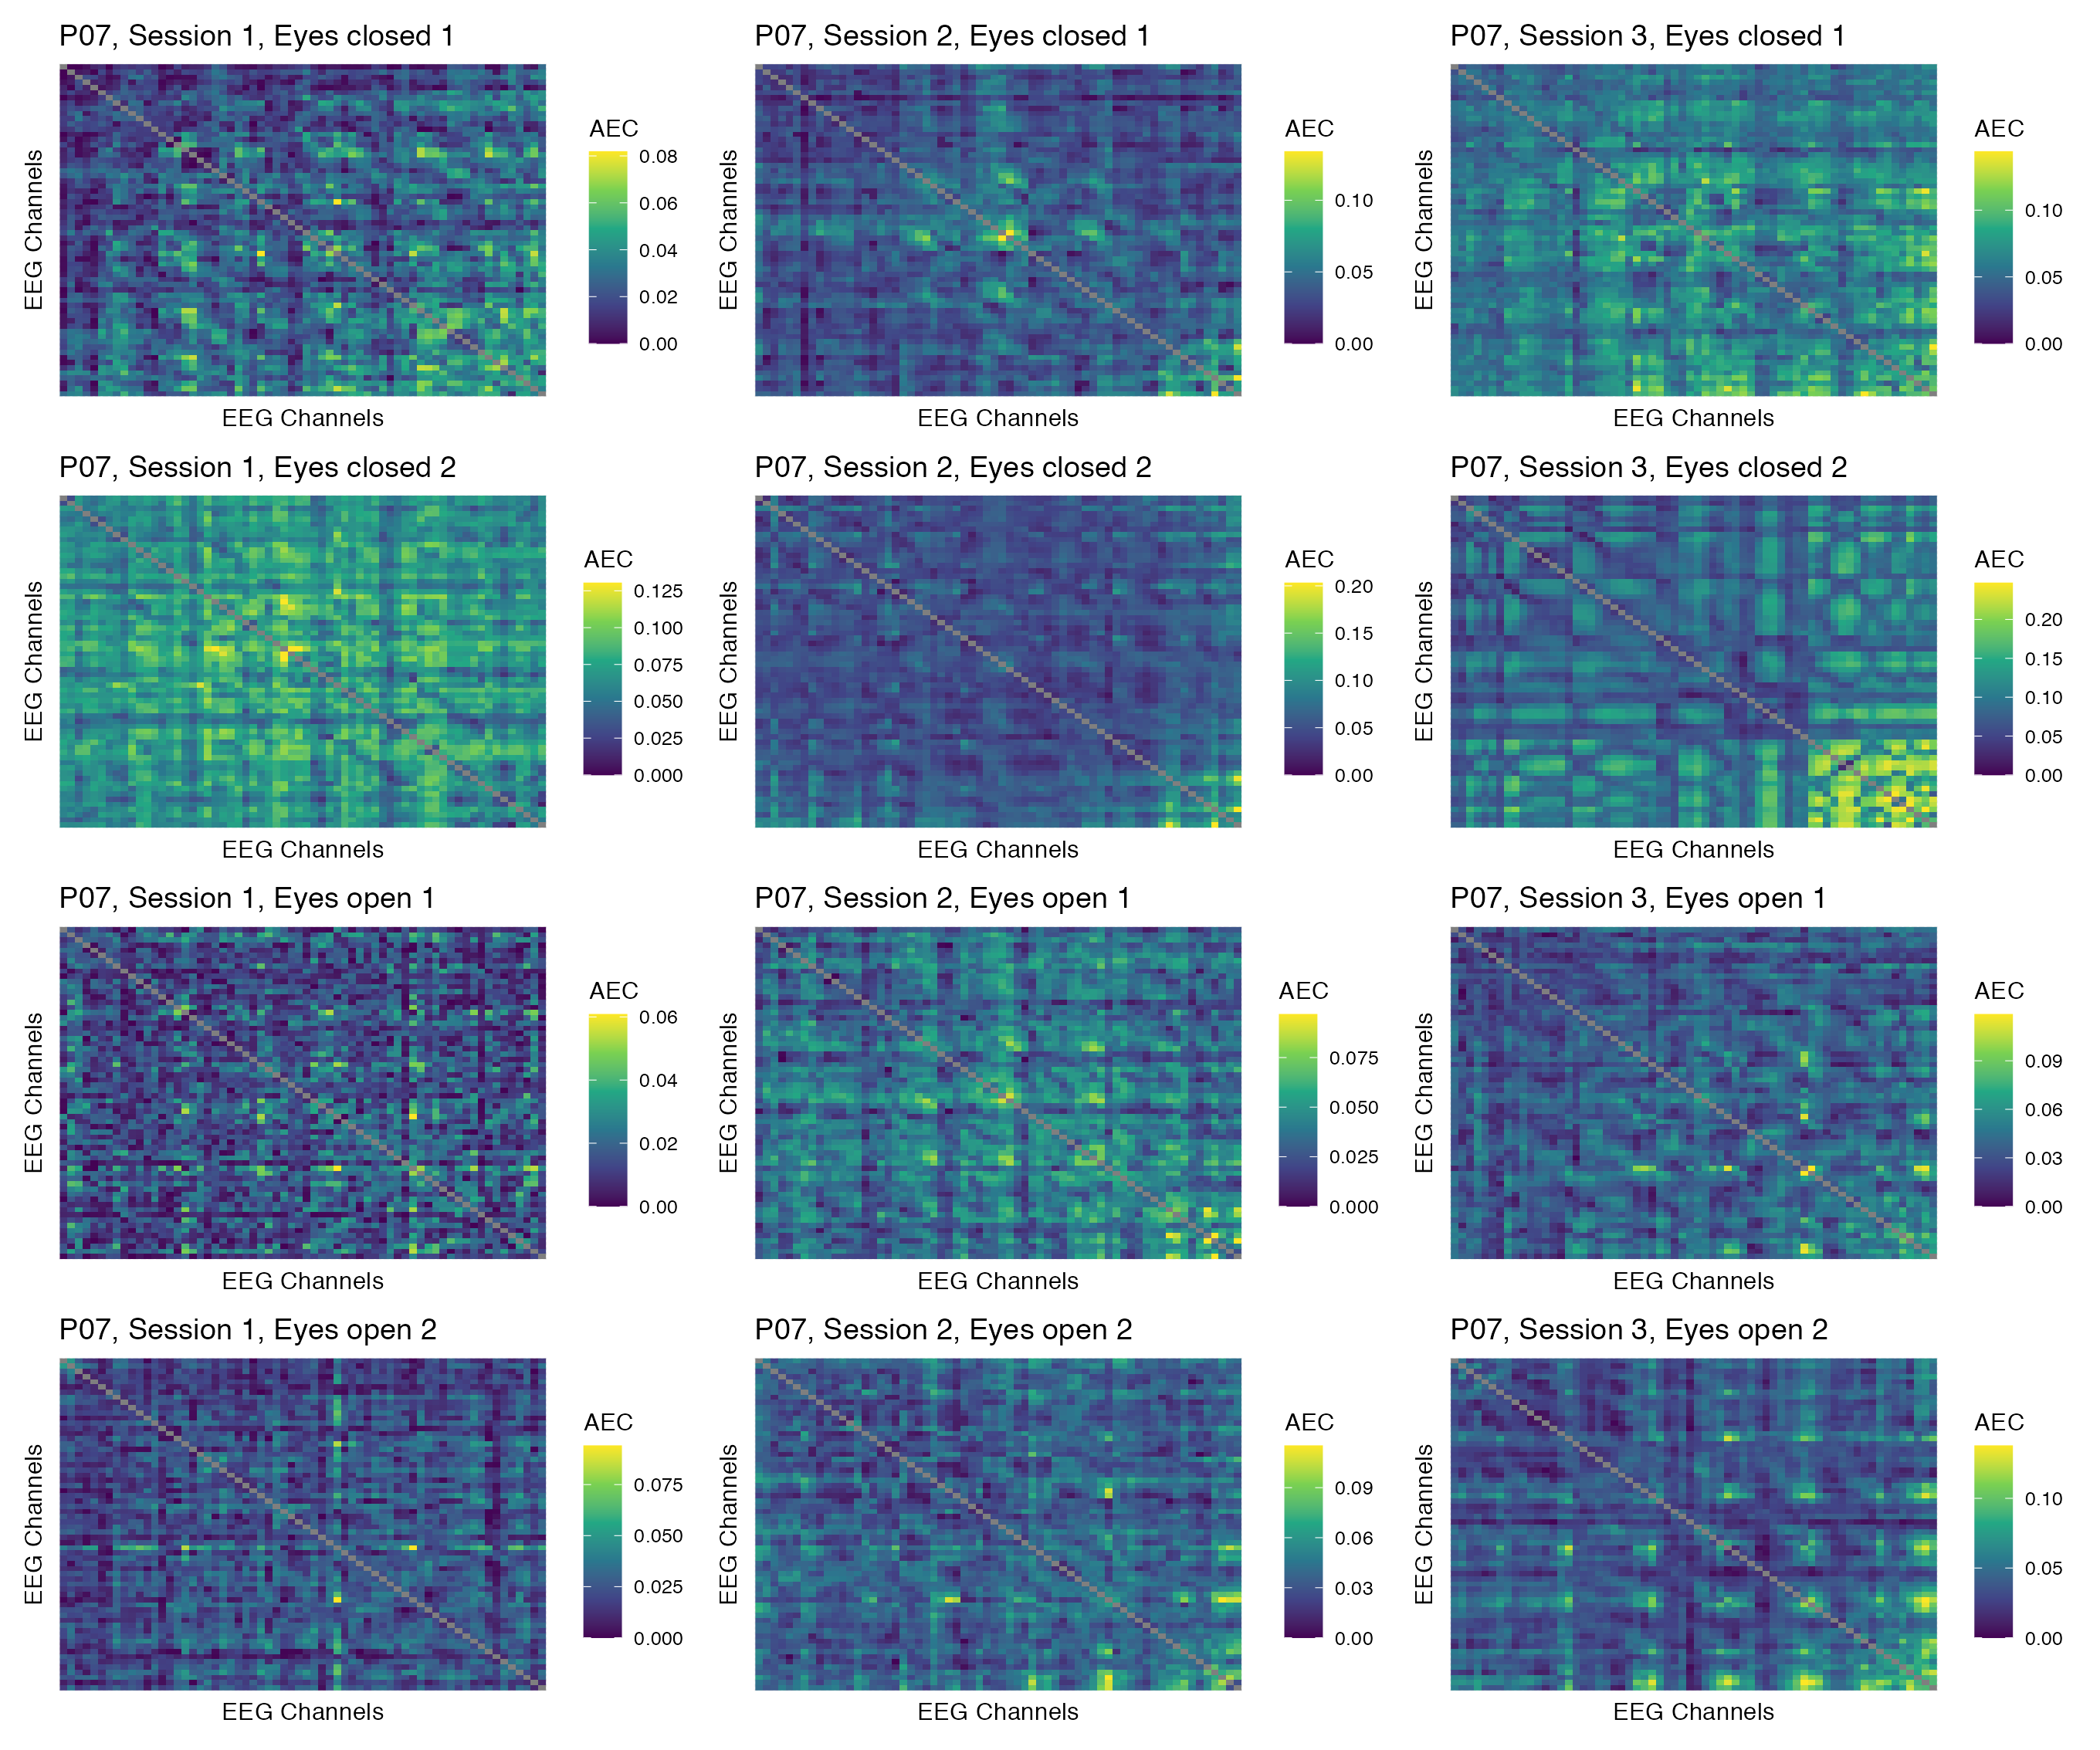 P07, Session 1, Eyes closed 1
P07, Session 2, Eyes closed 1
P07, Session 3, Eyes closed 1
EEG Channels
AEC
0.08
0.06
0.04
0.02
0.00
EEG Channels
EEG Channels
AEC
0.10
0.05
0.00
EEG Channels
EEG Channels
AEC
0.10
0.05
0.00
EEG Channels
P07, Session 1, Eyes closed 2
P07, Session 2, Eyes closed 2
P07, Session 3, Eyes closed 2
EEG Channels
AEC
0.125
0.100
0.075
0.050
0.025
0.000
EEG Channels
EEG Channels
AEC
0.20
0.15
0.10
0.05
0.00
EEG Channels
EEG Channels
AEC
0.20
0.15
0.10
0.05
0.00
EEG Channels
P07, Session 1, Eyes open 1
P07, Session 2, Eyes open 1
P07, Session 3, Eyes open 1
EEG Channels
AEC
0.06
0.04
0.02
0.00
EEG Channels
EEG Channels
AEC
0.075
0.050
0.025
0.000
EEG Channels
EEG Channels
AEC
0.09
0.06
0.03
0.00
EEG Channels
P07, Session 1, Eyes open 2
P07, Session 2, Eyes open 2
P07, Session 3, Eyes open 2
EEG Channels
AEC
0.075
0.050
0.025
0.000
EEG Channels
EEG Channels
AEC
0.09
0.06
0.03
0.00
EEG Channels
EEG Channels
AEC
0.10
0.05
0.00
EEG Channels